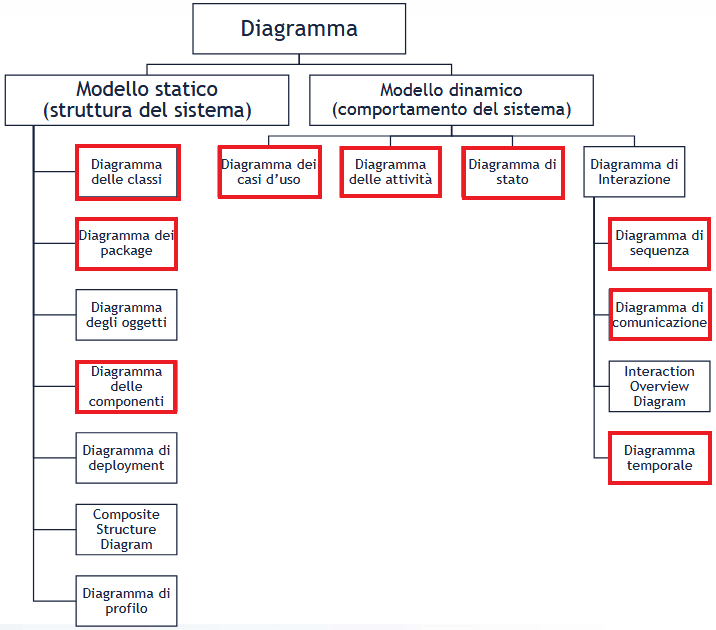 Diagramma
Modello statico
(struttura del sistema)
Modello dinamico
(comportamento del sistema)
Diagramma
delle classi
Diagramma dei
package
Diagramma
degli oggetti
Diagramma
delle
componenti
Diagramma di
deployment
Composite
Structure
Diagram
Diagramma di
profilo
Diagramma dei
casi d'uso
Diagramma
delle attività
Diagramma di
stato
Diagramma di
Interazione
Diagramma di
sequenza
Diagramma di
comunicazione
Interaction
Overview
Diagram
Diagramma
temporale